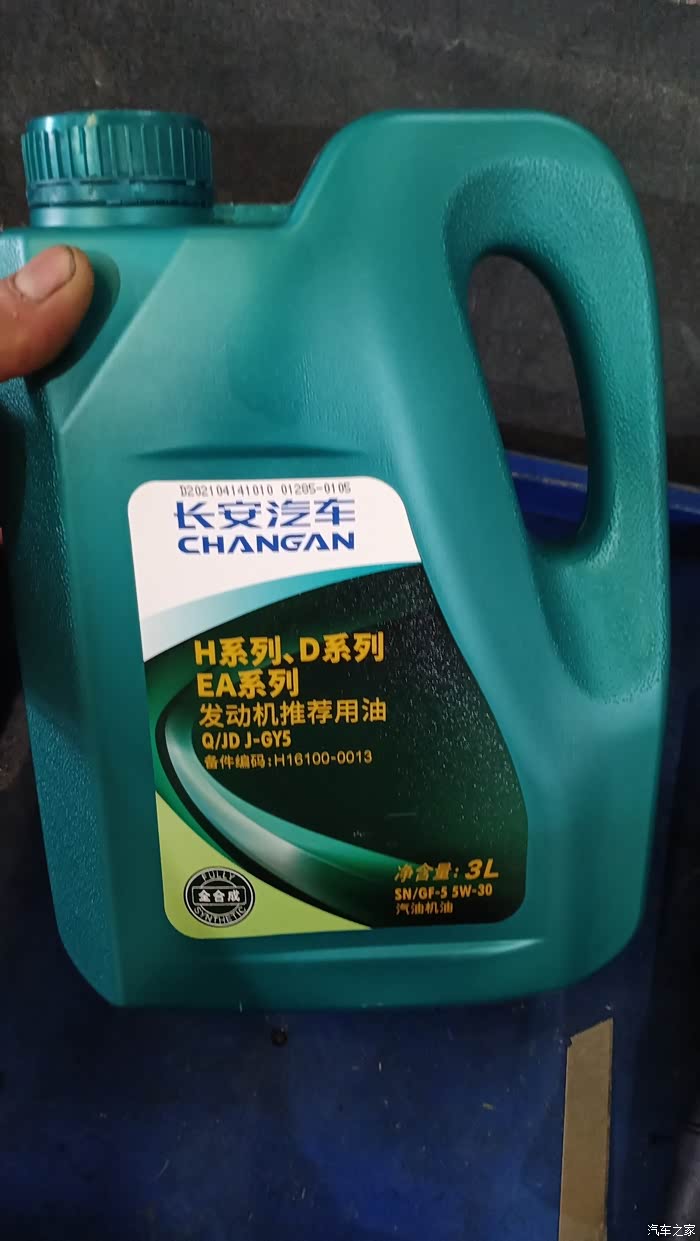 D202104141010 01205-0105
长安汽车
CHANGAN
H系列、D系列
EA系列
发动机推荐用油
Q/JD J-GY5
备件编码:H16100-0013
FULLY
全合成
SYNTHETIC
净含量:3L
SN/GF-5 5W-30
汽油机油
汽车之家